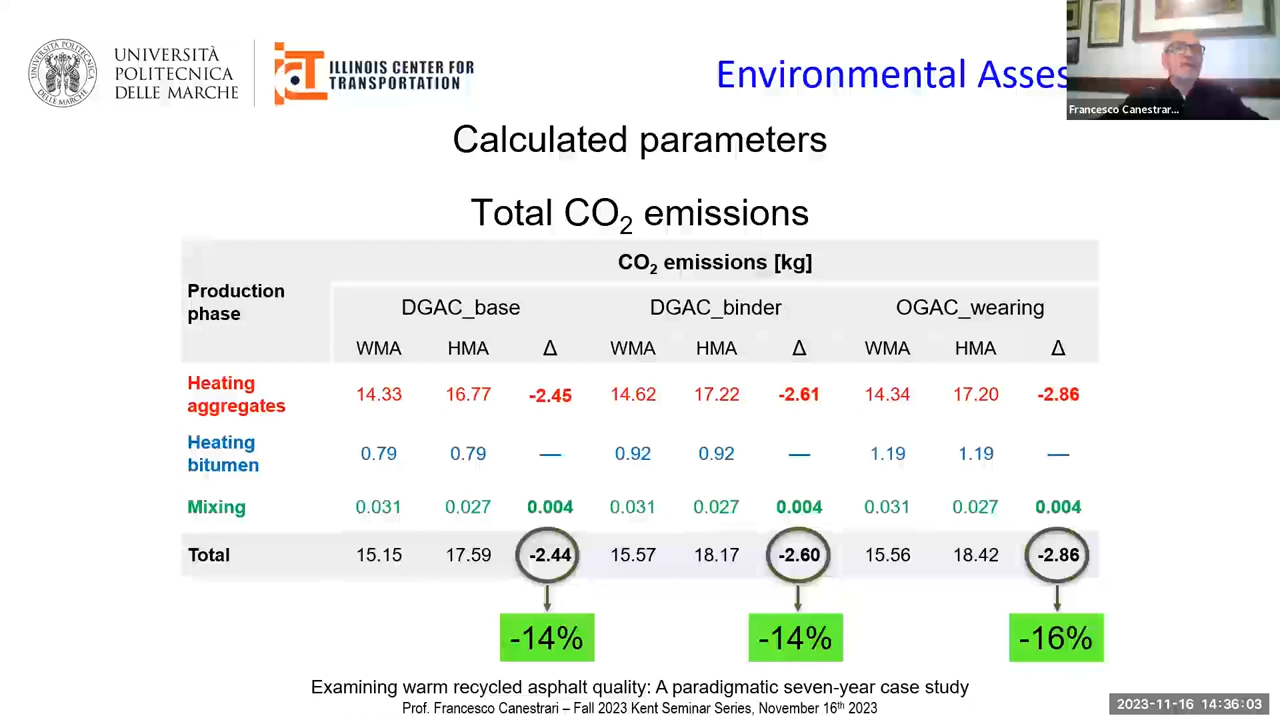 UNIVERSITÀ
POLITECNICA
DELLE MARCHE
ILLINOIS CENTER FOR
TRANSPORTATION
Environmental Asses
Francesco Canestrar...
Calculated parameters
Total CO₂ emissions
Production phase
CO₂ emissions [kg]
DGAC_base DGAC_binder OGAC_wearing
WMA HMA Δ WMA HMA Δ WMA HMA Δ
Heating aggregates 14.33 16.77 -2.45 14.62 17.22 -2.61 14.34 17.20 -2.86
Heating bitumen 0.79 0.79 — 0.92 0.92 — 1.19 1.19 —
Mixing 0.031 0.027 0.004 0.031 0.027 0.004 0.031 0.027 0.004
Total 15.15 17.59 -2.44 15.57 18.17 -2.60 15.56 18.42 -2.86
-14% -14% -16%
Examining warm recycled asphalt quality: A paradigmatic seven-year case study
Prof. Francesco Canestrari – Fall 2023 Kent Seminar Series, November 16th 2023
2023-11-16 14:36:03